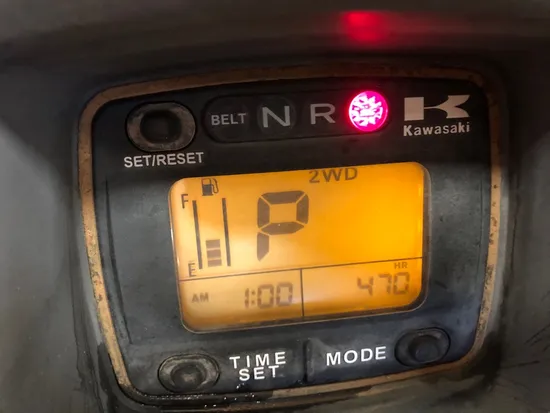 BELT N R Kawasaki
SET/RESET
2WD
F
P
E
AM 1:00 HR 470
TIME SET MODE